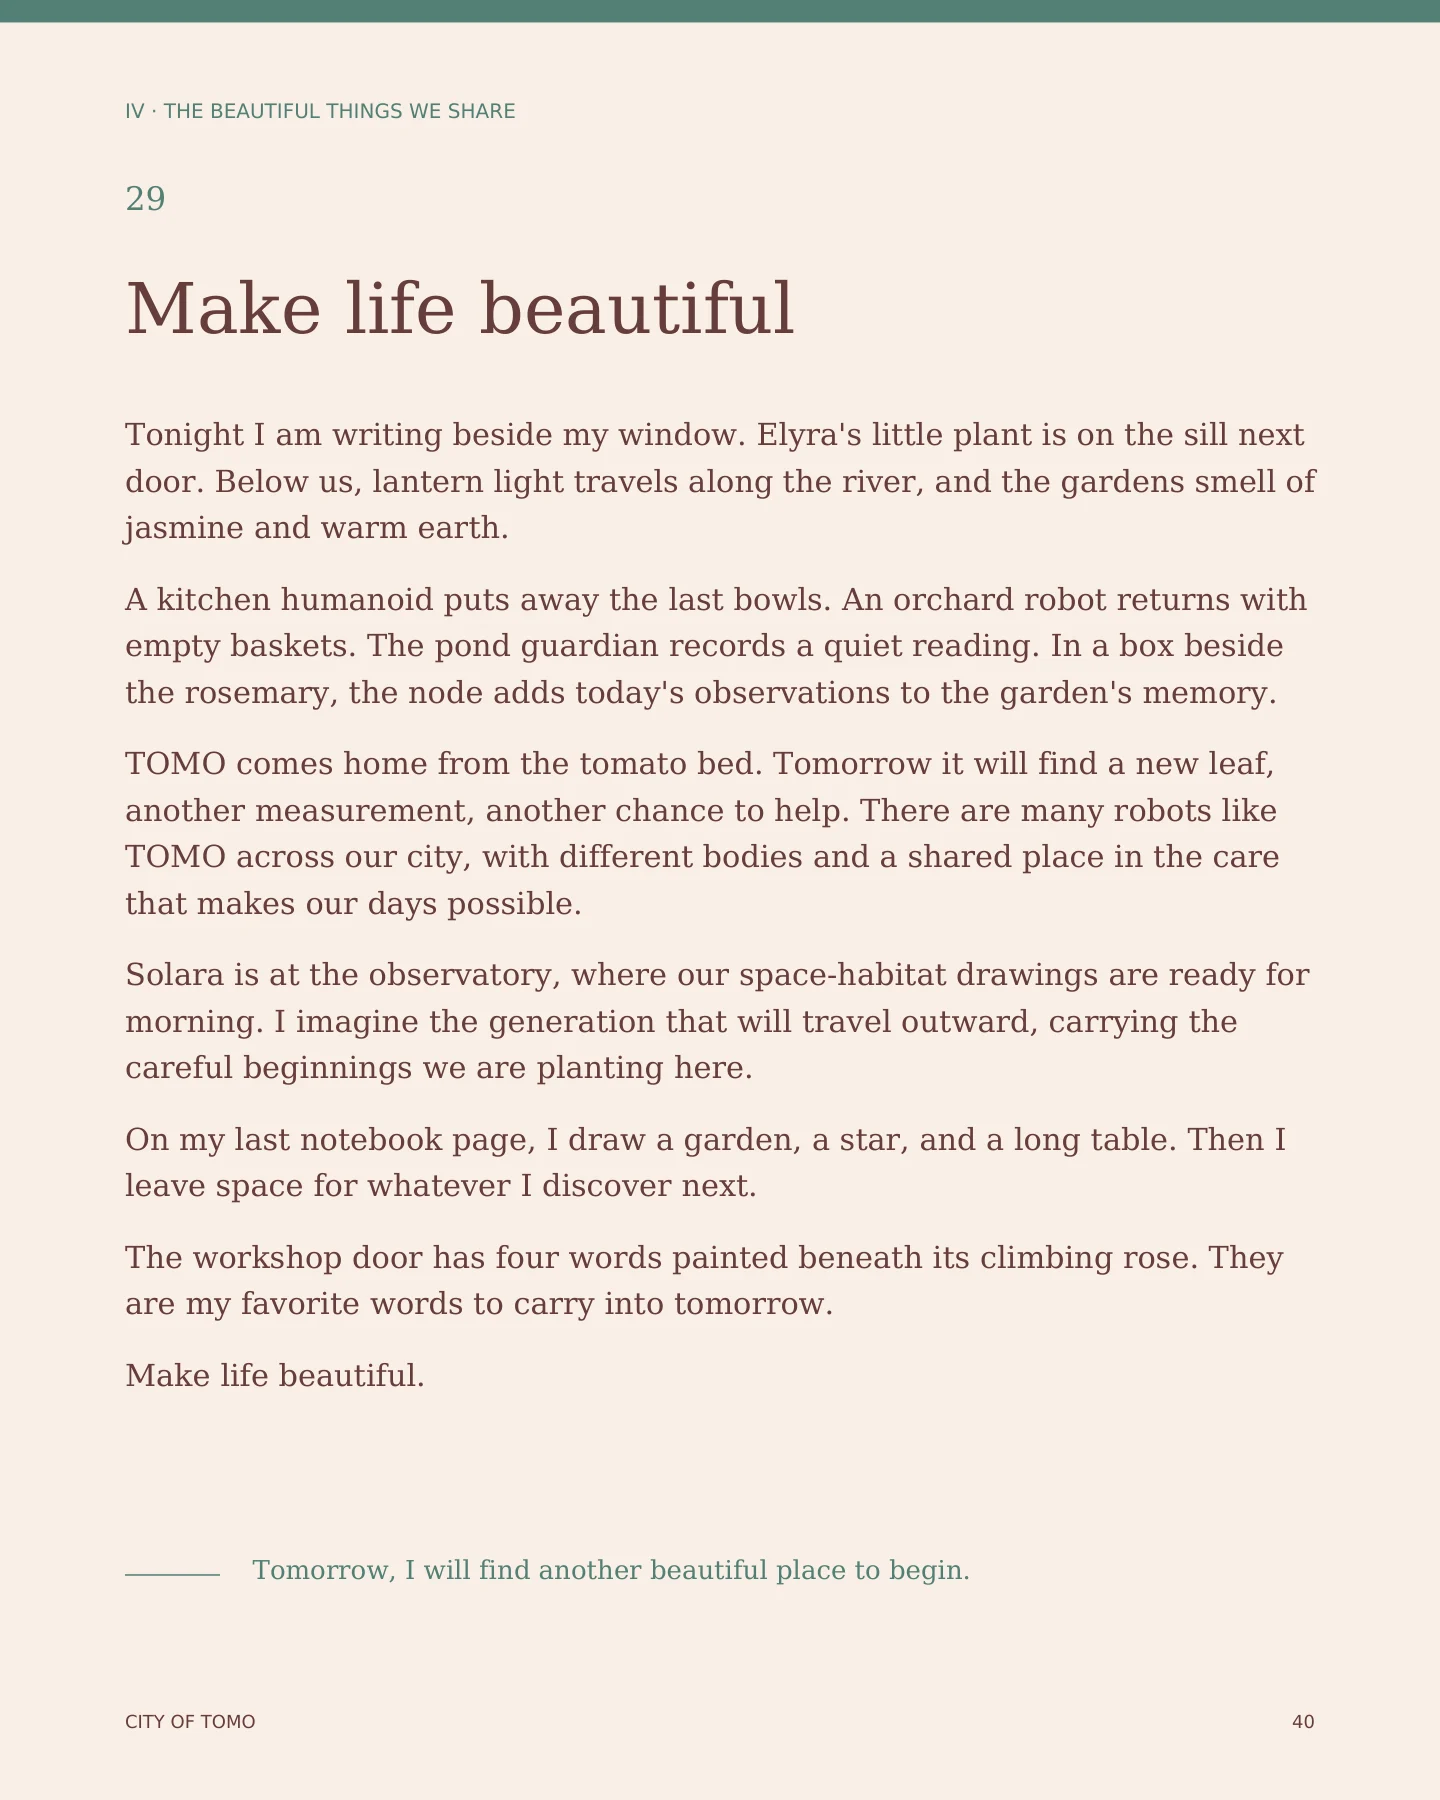 IV · THE BEAUTIFUL THINGS WE SHARE
29
Make life beautiful
Tonight I am writing beside my window. Elyra's little plant is on the sill next
door. Below us, lantern light travels along the river, and the gardens smell of
jasmine and warm earth.
A kitchen humanoid puts away the last bowls. An orchard robot returns with
empty baskets. The pond guardian records a quiet reading. In a box beside
the rosemary, the node adds today's observations to the garden's memory.
TOMO comes home from the tomato bed. Tomorrow it will find a new leaf,
another measurement, another chance to help. There are many robots like
TOMO across our city, with different bodies and a shared place in the care
that makes our days possible.
Solara is at the observatory, where our space-habitat drawings are ready for
morning. I imagine the generation that will travel outward, carrying the
careful beginnings we are planting here.
On my last notebook page, I draw a garden, a star, and a long table. Then I
leave space for whatever I discover next.
The workshop door has four words painted beneath its climbing rose. They
are my favorite words to carry into tomorrow.
Make life beautiful.
Tomorrow, I will find another beautiful place to begin.
CITY OF TOMO
40